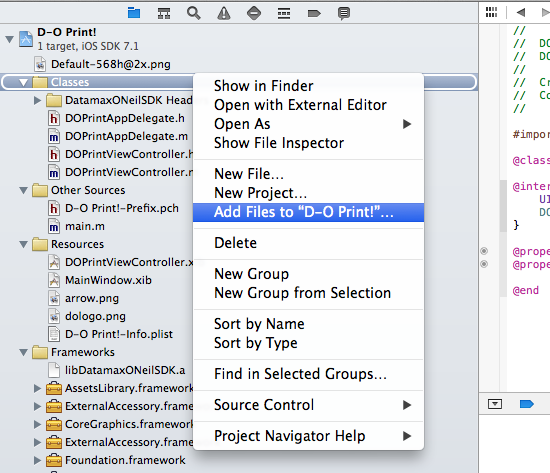 D-O Print!
1 target, iOS SDK 7.1
Default-568h@2x.png
Classes
DatamaxONeilSDK Head
DOPrintAppDelegate.h
DOPrintAppDelegate.m
DOPrintViewController.h
DOPrintViewController.m
Other Sources
D-O Print!-Prefix.pch
main.m
Resources
DOPrintViewController.x
MainWindow.xib
arrow.png
dologo.png
D-O Print!-Info.plist
Frameworks
libDatamaxONeilSDK.a
AssetsLibrary.framework
ExternalAccessory.frame
CoreGraphics.framework
ExternalAccessory.frame
Foundation.framework
Show in Finder
Open with External Editor
Open As
Show File Inspector
New File...
New Project...
Add Files to “D-O Print!”...
Delete
New Group
New Group from Selection
Sort by Name
Sort by Type
Find in Selected Groups...
Source Control
Project Navigator Help
//
//  DO
//  DO
//
//  Cr
//  Co
//
#impor
@class
@inter
UI
DO
}
@prope
@prope
@end